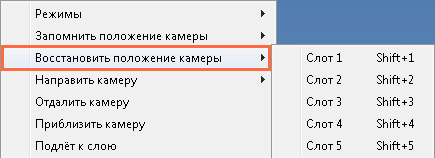 Режимы
Запомнить положение камеры
Восстановить положение камеры
Направить камеру
Отдалить камеру
Приблизить камеру
Подлёт к слою
Слот 1 Shift+1
Слот 2 Shift+2
Слот 3 Shift+3
Слот 4 Shift+4
Слот 5 Shift+5